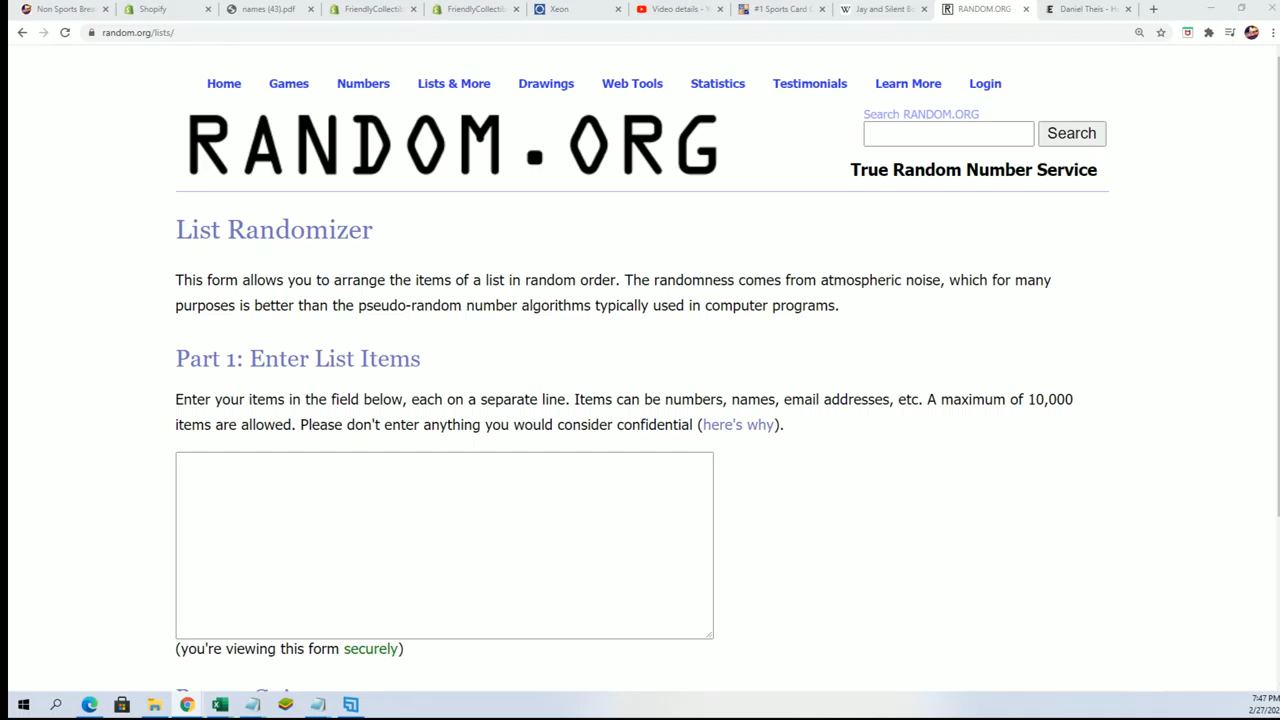 Non Sports Brea
Shopify
names (43).pdf
FriendlyCollectib
FriendlyCollectib
Xeon
Video details - Y
#1 Sports Card
Jay and Silent B
RANDOM.ORG -
Daniel Theis - Ho
random.org/lists/
Home Games Numbers Lists & More Drawings Web Tools Statistics Testimonials Learn More Login
RANDOM.ORG
Search RANDOM.ORG
Search
True Random Number Service
List Randomizer
This form allows you to arrange the items of a list in random order. The randomness comes from atmospheric noise, which for many
purposes is better than the pseudo-random number algorithms typically used in computer programs.
Part 1: Enter List Items
Enter your items in the field below, each on a separate line. Items can be numbers, names, email addresses, etc. A maximum of 10,000
items are allowed. Please don't enter anything you would consider confidential (here's why).
(you're viewing this form securely)
7:47 PM
2/27/202